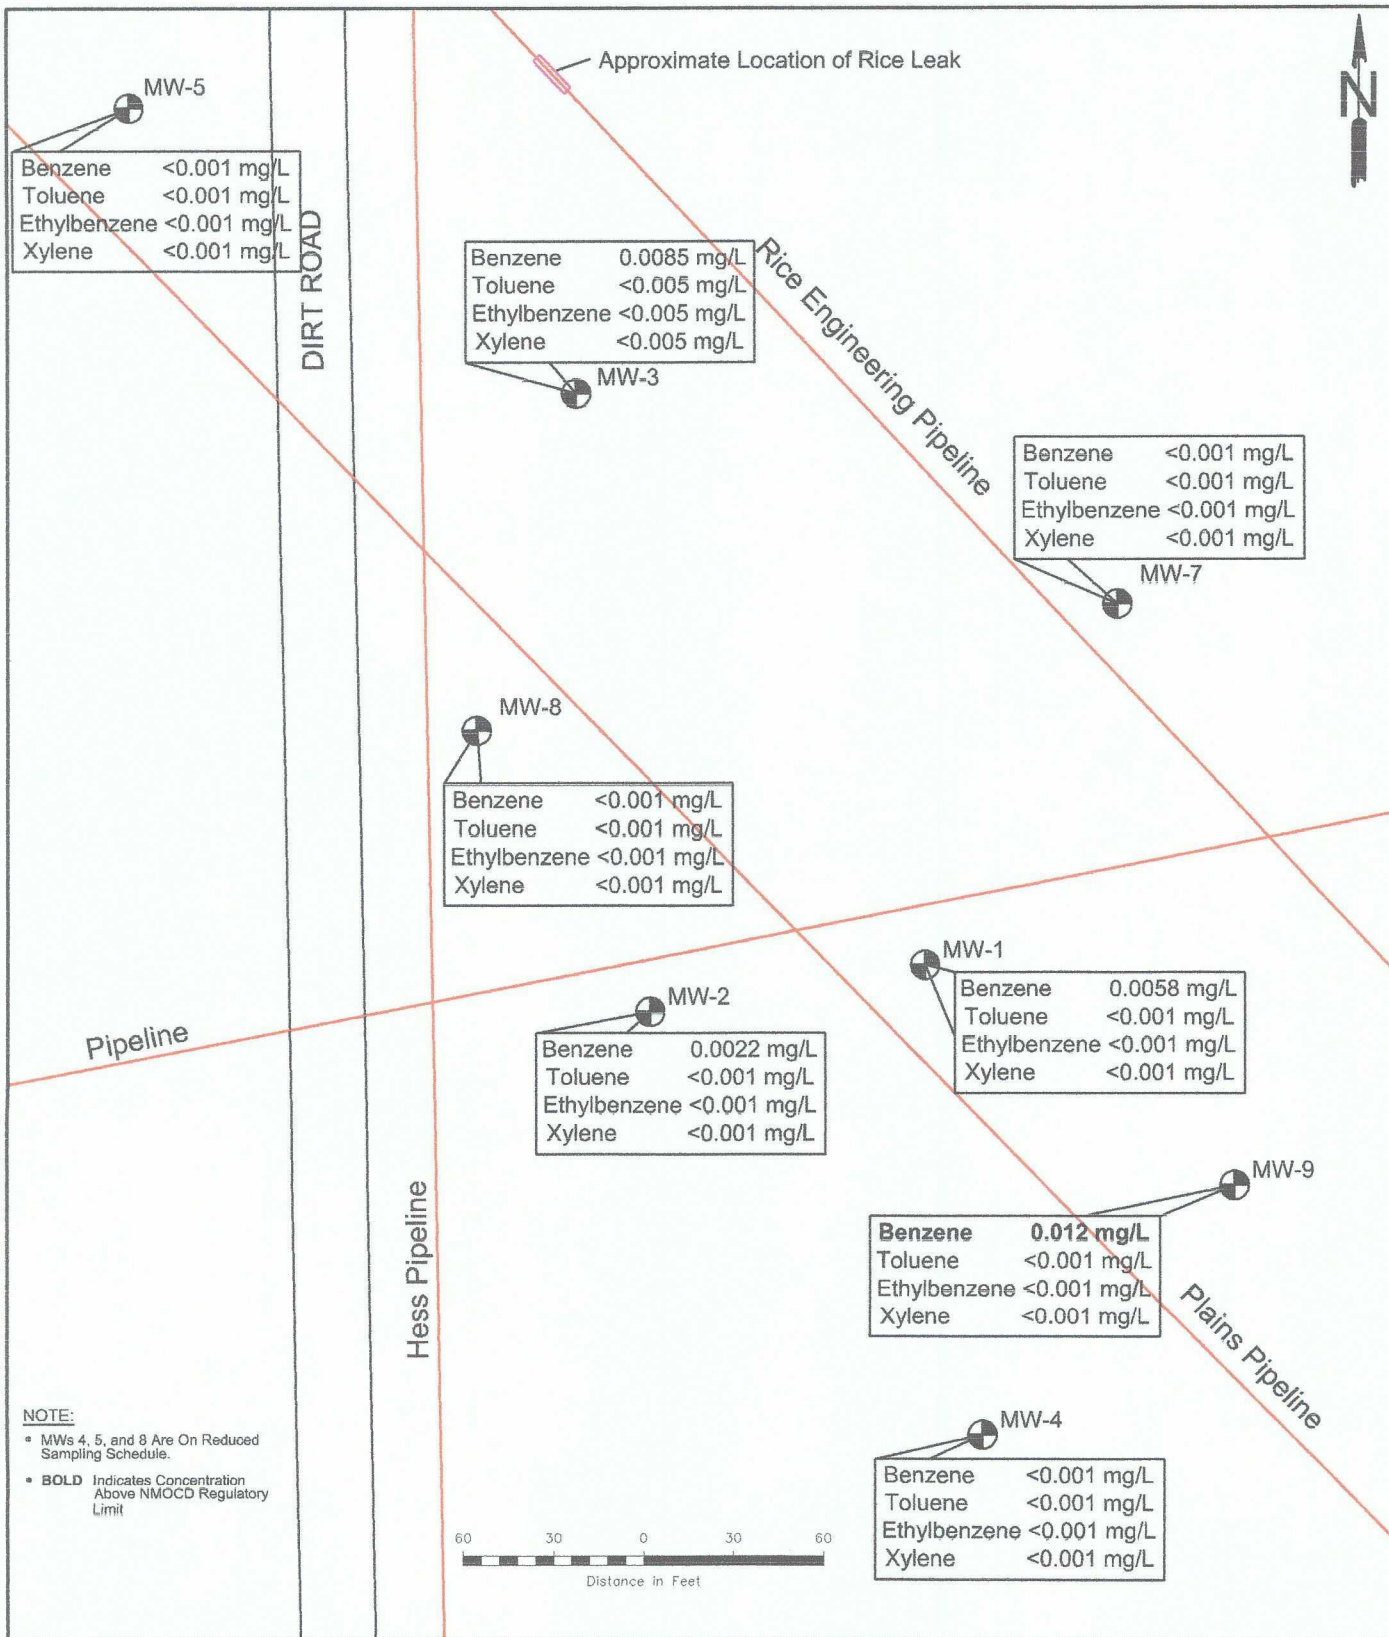 Approximate Location of Rice Leak
N
MW-5
Benzene <0.001 mg/L
Toluene <0.001 mg/L
Ethylbenzene <0.001 mg/L
Xylene <0.001 mg/L
DIRT ROAD
Benzene 0.0085 mg/L
Toluene <0.005 mg/L
Ethylbenzene <0.005 mg/L
Xylene <0.005 mg/L
MW-3
Rice Engineering Pipeline
Benzene <0.001 mg/L
Toluene <0.001 mg/L
Ethylbenzene <0.001 mg/L
Xylene <0.001 mg/L
MW-7
MW-8
Benzene <0.001 mg/L
Toluene <0.001 mg/L
Ethylbenzene <0.001 mg/L
Xylene <0.001 mg/L
MW-1
Benzene 0.0058 mg/L
Toluene <0.001 mg/L
Ethylbenzene <0.001 mg/L
Xylene <0.001 mg/L
Pipeline
MW-2
Benzene 0.0022 mg/L
Toluene <0.001 mg/L
Ethylbenzene <0.001 mg/L
Xylene <0.001 mg/L
MW-9
Benzene 0.012 mg/L
Toluene <0.001 mg/L
Ethylbenzene <0.001 mg/L
Xylene <0.001 mg/L
Hess Pipeline
Plains Pipeline
MW-4
Benzene <0.001 mg/L
Toluene <0.001 mg/L
Ethylbenzene <0.001 mg/L
Xylene <0.001 mg/L
NOTE:
• MWs 4, 5, and 8 Are On Reduced
Sampling Schedule.
• BOLD Indicates Concentration
Above NMOCD Regulatory
Limit
60 30 0 30 60
Distance in Feet